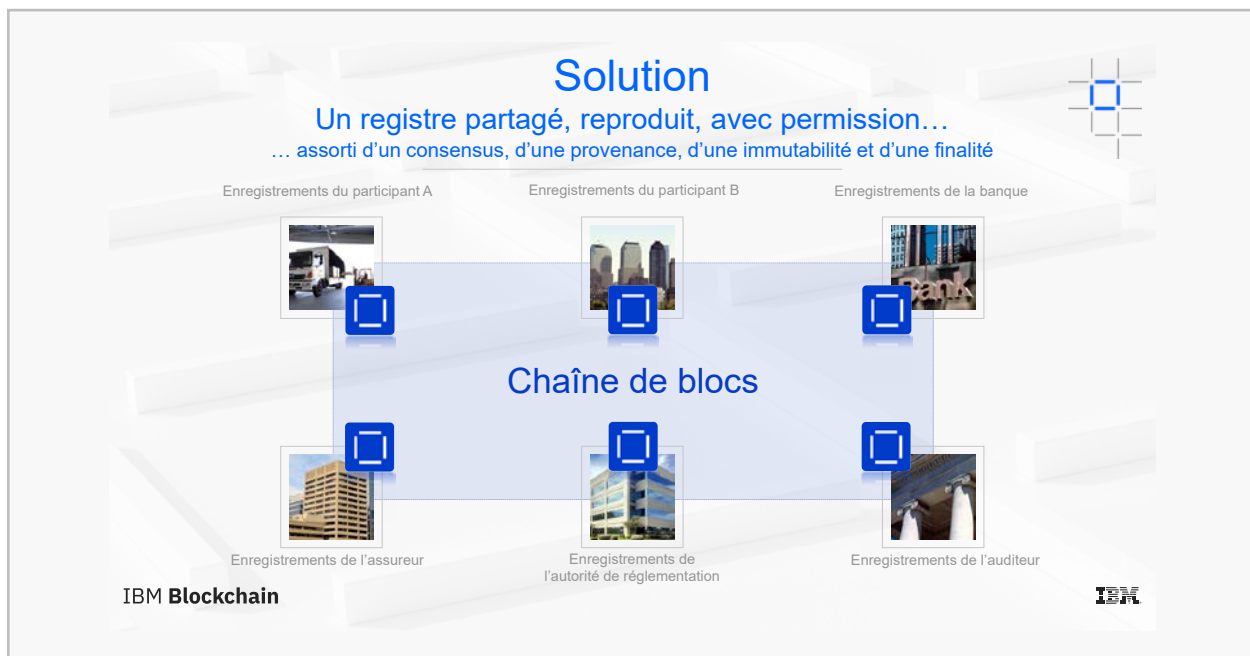 Solution
Un registre partagé, reproduit, avec permission…
… assorti d’un consensus, d’une provenance, d’une immutabilité et d’une finalité
Enregistrements du participant A
Enregistrements du participant B
Enregistrements de la banque
Bank
Chaîne de blocs
Enregistrements de l’assureur
Enregistrements de
l’autorité de réglementation
Enregistrements de l’auditeur
IBM Blockchain
IBM